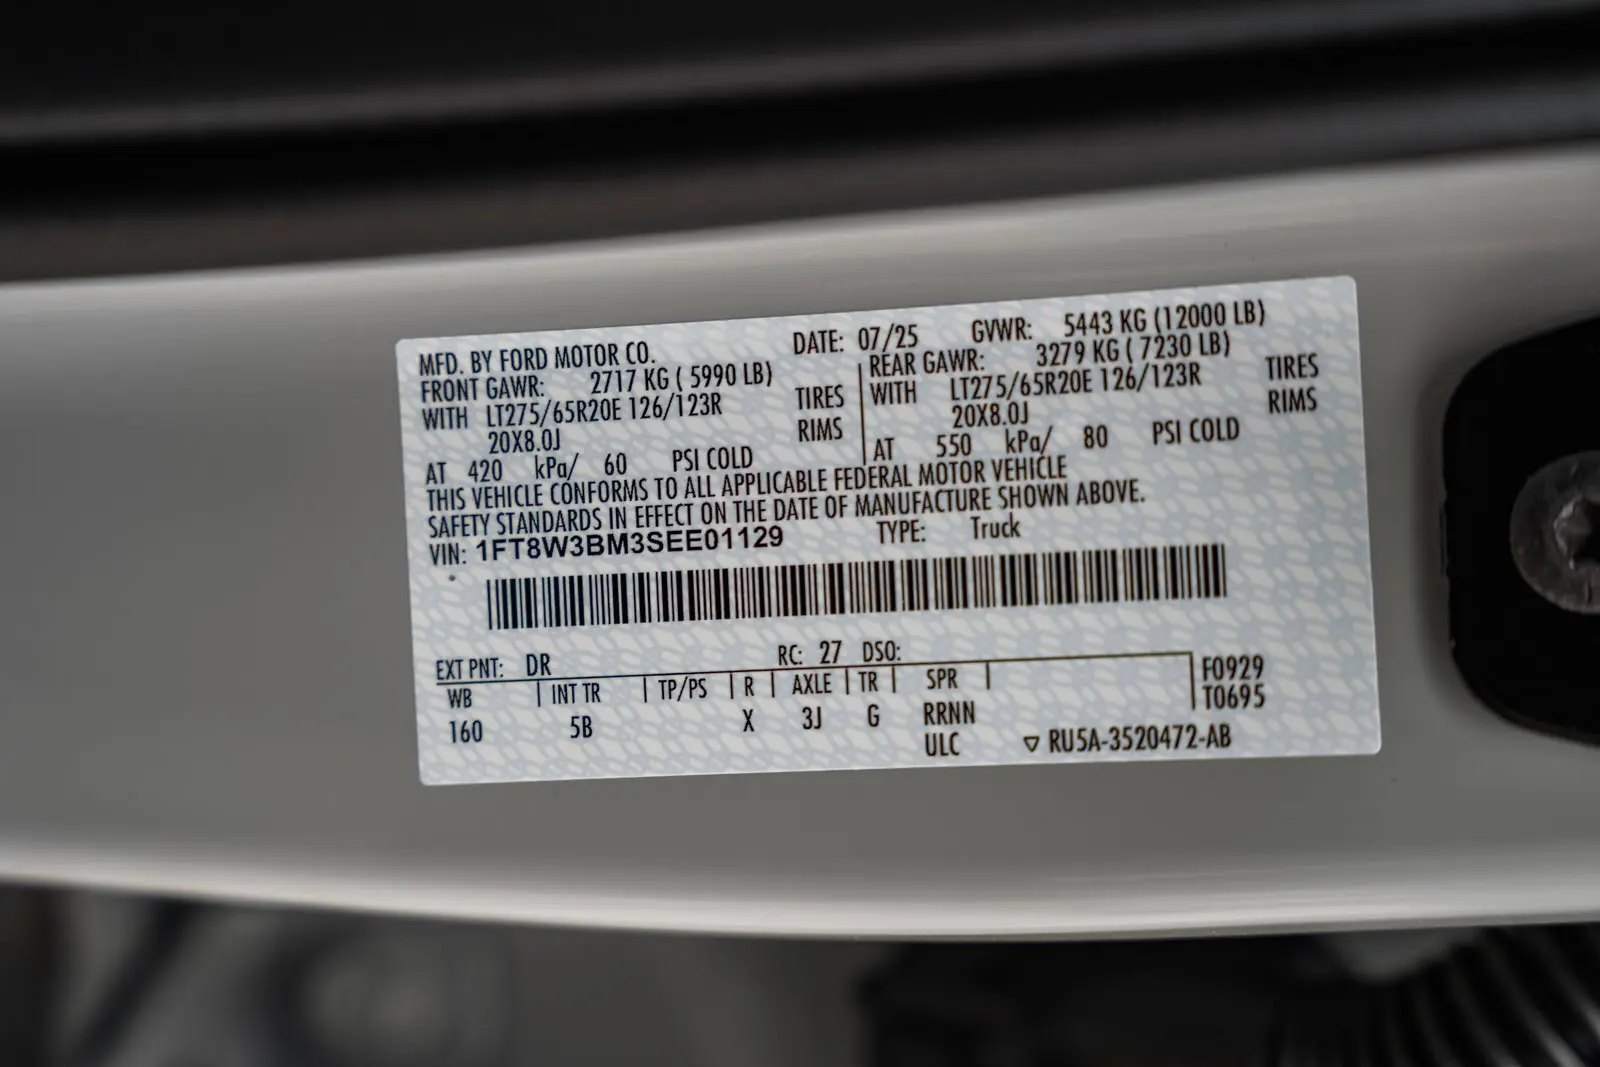 MFD. BY FORD MOTOR CO. DATE: 07/25 GVWR: 5443 KG (12000 LB)
FRONT GAWR: 2717 KG ( 5990 LB) REAR GAWR: 3279 KG ( 7230 LB)
WITH LT275/65R20E 126/123R TIRES WITH LT275/65R20E 126/123R TIRES
20X8.0J RIMS 20X8.0J RIMS
AT 420 kPa/ 60 PSI COLD AT 550 kPa/ 80 PSI COLD
THIS VEHICLE CONFORMS TO ALL APPLICABLE FEDERAL MOTOR VEHICLE
SAFETY STANDARDS IN EFFECT ON THE DATE OF MANUFACTURE SHOWN ABOVE.
VIN: 1FT8W3BM3SEE01129 TYPE: Truck
EXT PNT: DR RC: 27 DSO:
WB INT TR TP/PS R AXLE TR SPR F0929
T0695
160 5B X 3J G RRNN
ULC ▽ RU5A-3520472-AB